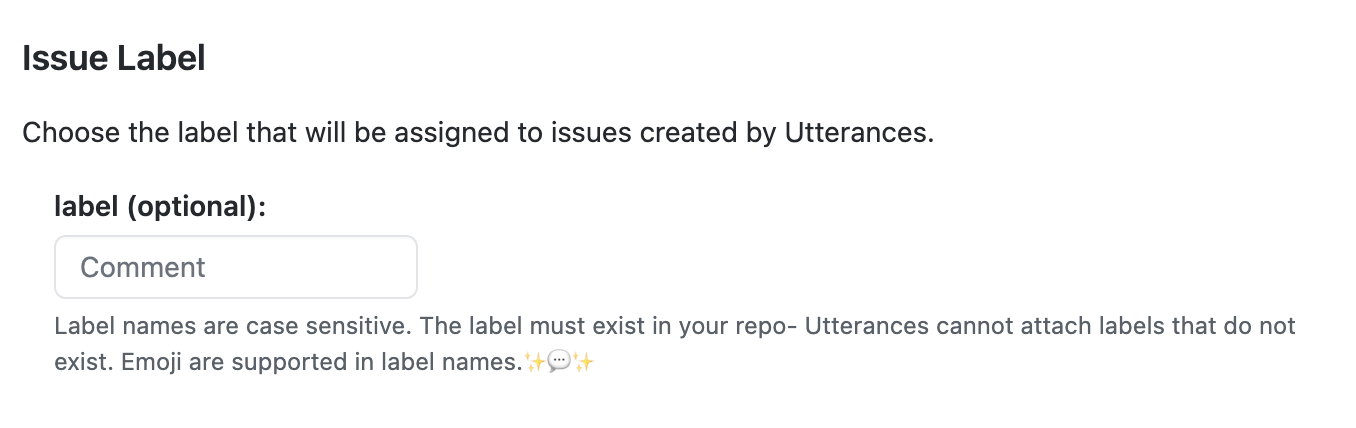 Issue Label
Choose the label that will be assigned to issues created by Utterances.
label (optional):
Comment
Label names are case sensitive. The label must exist in your repo- Utterances cannot attach labels that do not
exist. Emoji are supported in label names.✨💬✨